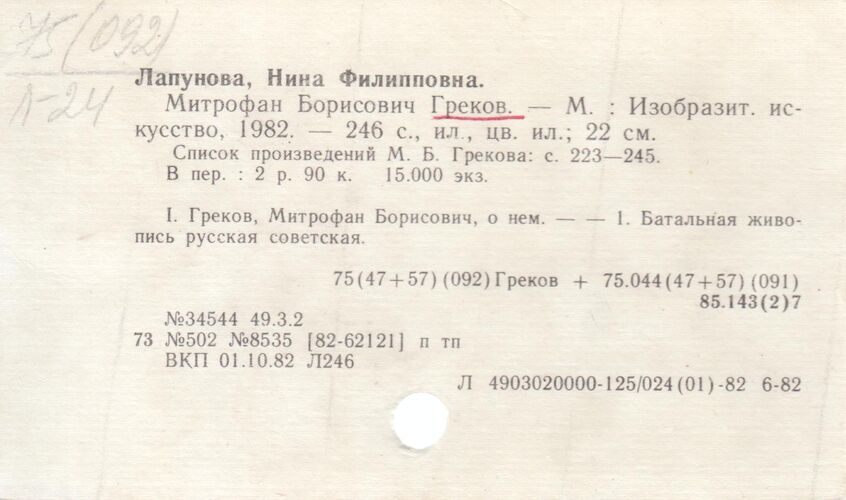 75(092)
Л-24
Лапунова, Нина Филипповна.
Митрофан Борисович Греков. — М. : Изобразит. ис-
кусство, 1982. — 246 с., ил., цв. ил.; 22 см.
Список произведений М. Б. Грекова: с. 223—245.
В пер. : 2 р. 90 к. 15.000 экз.
I. Греков, Митрофан Борисович, о нем. — — 1. Батальная живо-
пись русская советская.
75(47+57)(092)Греков + 75.044(47+57)(091)
85.143(2)7
№34544 49.3.2
73 №502 №8535 [82-62121] п тп
ВКП 01.10.82 Л246
Л 4903020000-125/024(01)-82 6-82